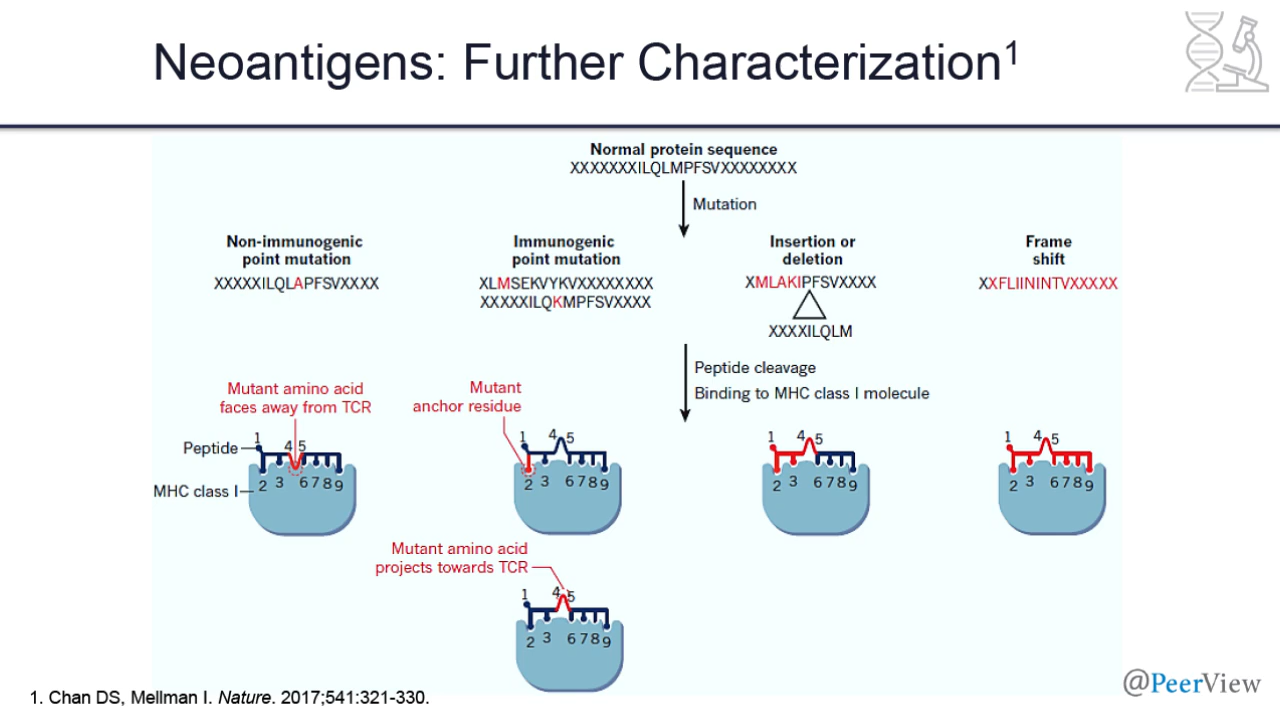 Neoantigens: Further Characterization1
Normal protein sequence
XXXXXXXILQLMPFSVXXXXXXXX
Mutation
Non-immunogenic
point mutation
XXXXXILQLAPFSVXXXX
Immunogenic
point mutation
XLMSEKVYKVXXXXXXXX
XXXXXILQKMPFSVXXXX
Insertion or
deletion
XMLAKIPFSVXXXX
XXXXILQLM
Frame
shift
XXFLIININTVXXXXX
Peptide cleavage
Binding to MHC class I molecule
Mutant amino acid
faces away from TCR
Peptide
1 4 5
MHC class I
2 3 6 7 8 9
Mutant
anchor residue
1 4 5
2 3 6 7 8 9
1 4 5
2 3 6 7 8 9
1 4 5
2 3 6 7 8 9
Mutant amino acid
projects towards TCR
1 4 5
2 3 6 7 8 9
1. Chan DS, Mellman I. Nature. 2017;541:321-330.
@PeerView